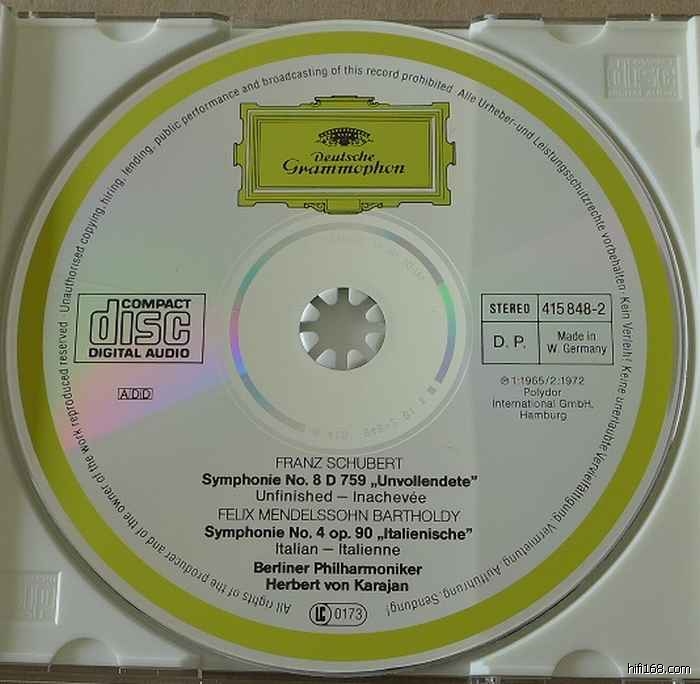 Unauthorised copying, hiring, lending, public performance and broadcasting of this record prohibited · Alle Urheber- und Leistungsschutzrechte vorbehalten · Kein Verleih! Keine unerlaubte Vervielfältigung, Vermietung, Aufführung, Sendung!
All rights of the producer and of the owner of the work reproduced reserved ·
Deutsche
Grammophon
COMPACT
disc
DIGITAL AUDIO
STEREO 415 848-2
D. P. Made in
W. Germany
ADD
℗ 1:1965/2:1972
Polydor
International GmbH,
Hamburg
FRANZ SCHUBERT
Symphonie No. 8 D 759 „Unvollendete”
Unfinished – Inachevée
FELIX MENDELSSOHN BARTHOLDY
Symphonie No. 4 op. 90 „Italienische”
Italian – Italienne
Berliner Philharmoniker
Herbert von Karajan
LC 0173
disc
hifi168.com